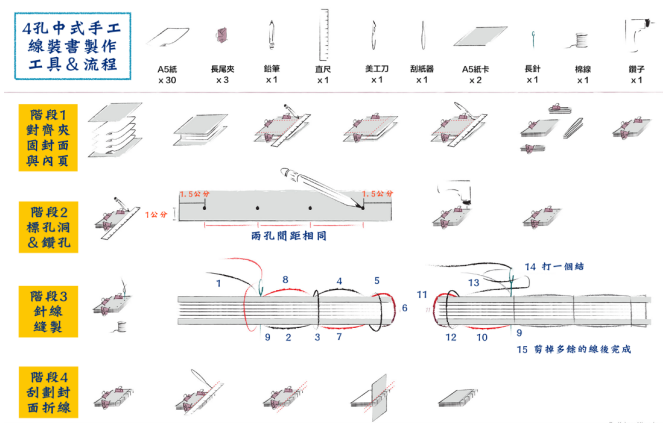 4孔中式手工
線裝書製作
工具&流程
A5紙
x 30
長尾夾
x 3
鉛筆
x 1
直尺
x 1
美工刀
x 1
刮紙器
x 1
A5紙卡
x 2
長針
x 1
棉線
x 1
鑽子
x 1
階段1
對齊夾
固封面
與內頁
階段2
標孔洞
&鑽孔
1.5公分
1.5公分
1公分
兩孔間距相同
階段3
針線
縫製
1
8
4
5
6
9
2
3
7
11
13
14 打一個結
12
10
9
15 剪掉多餘的線後完成
階段4
刮劃封
面折線